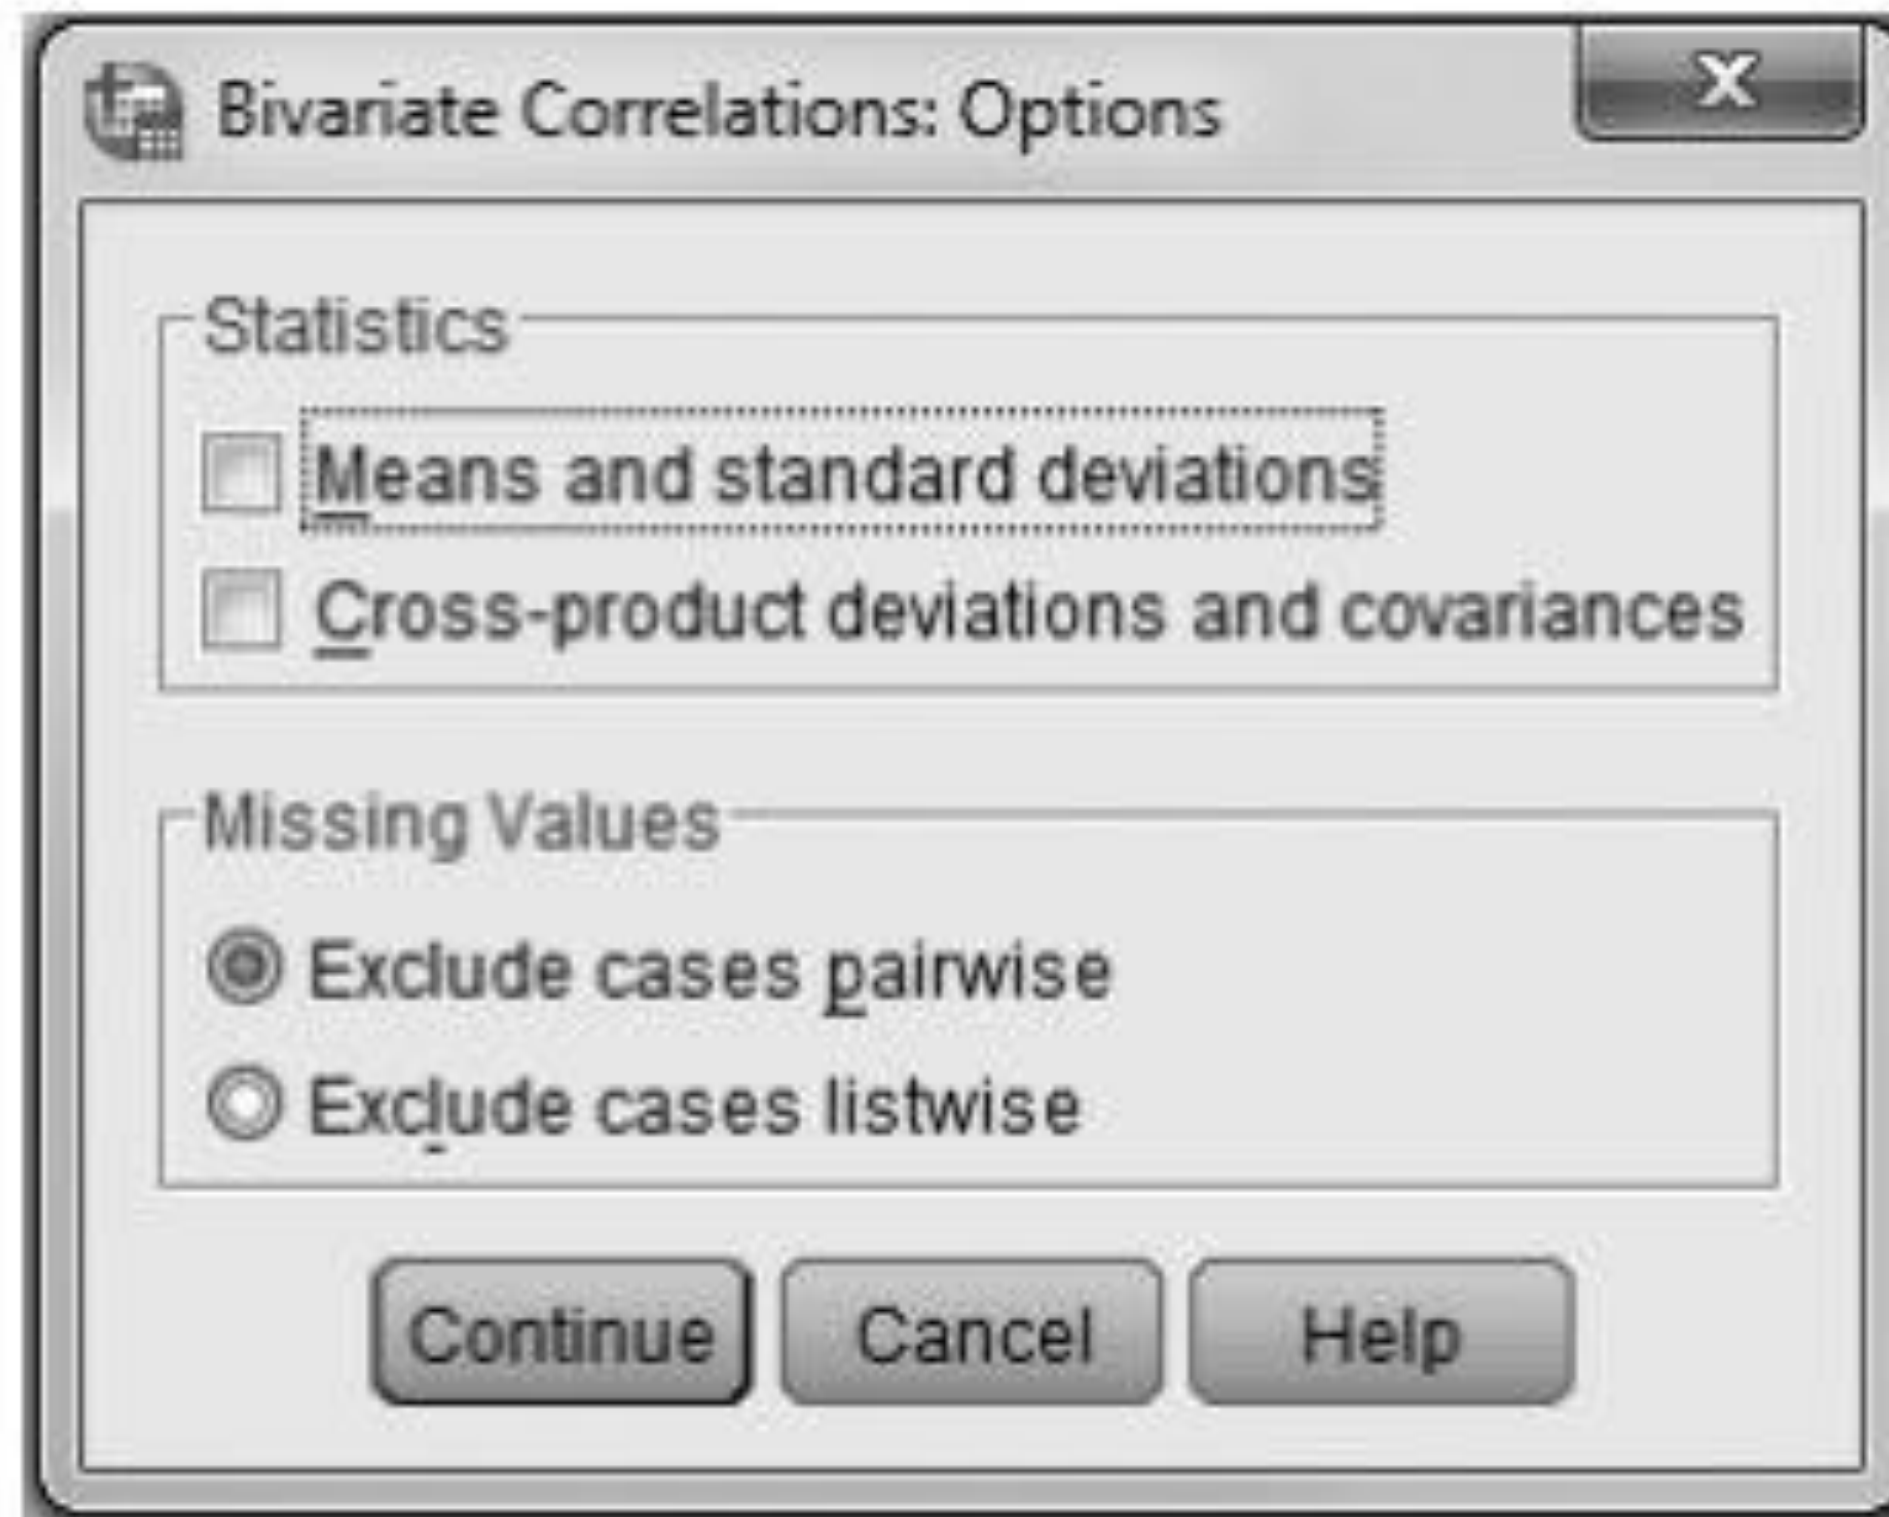 Bivariate Correlations: Options
X
Statistics
Means and standard deviations
Cross-product deviations and covariances
Missing Values
Exclude cases pairwise
Exclude cases listwise
Continue Cancel Help